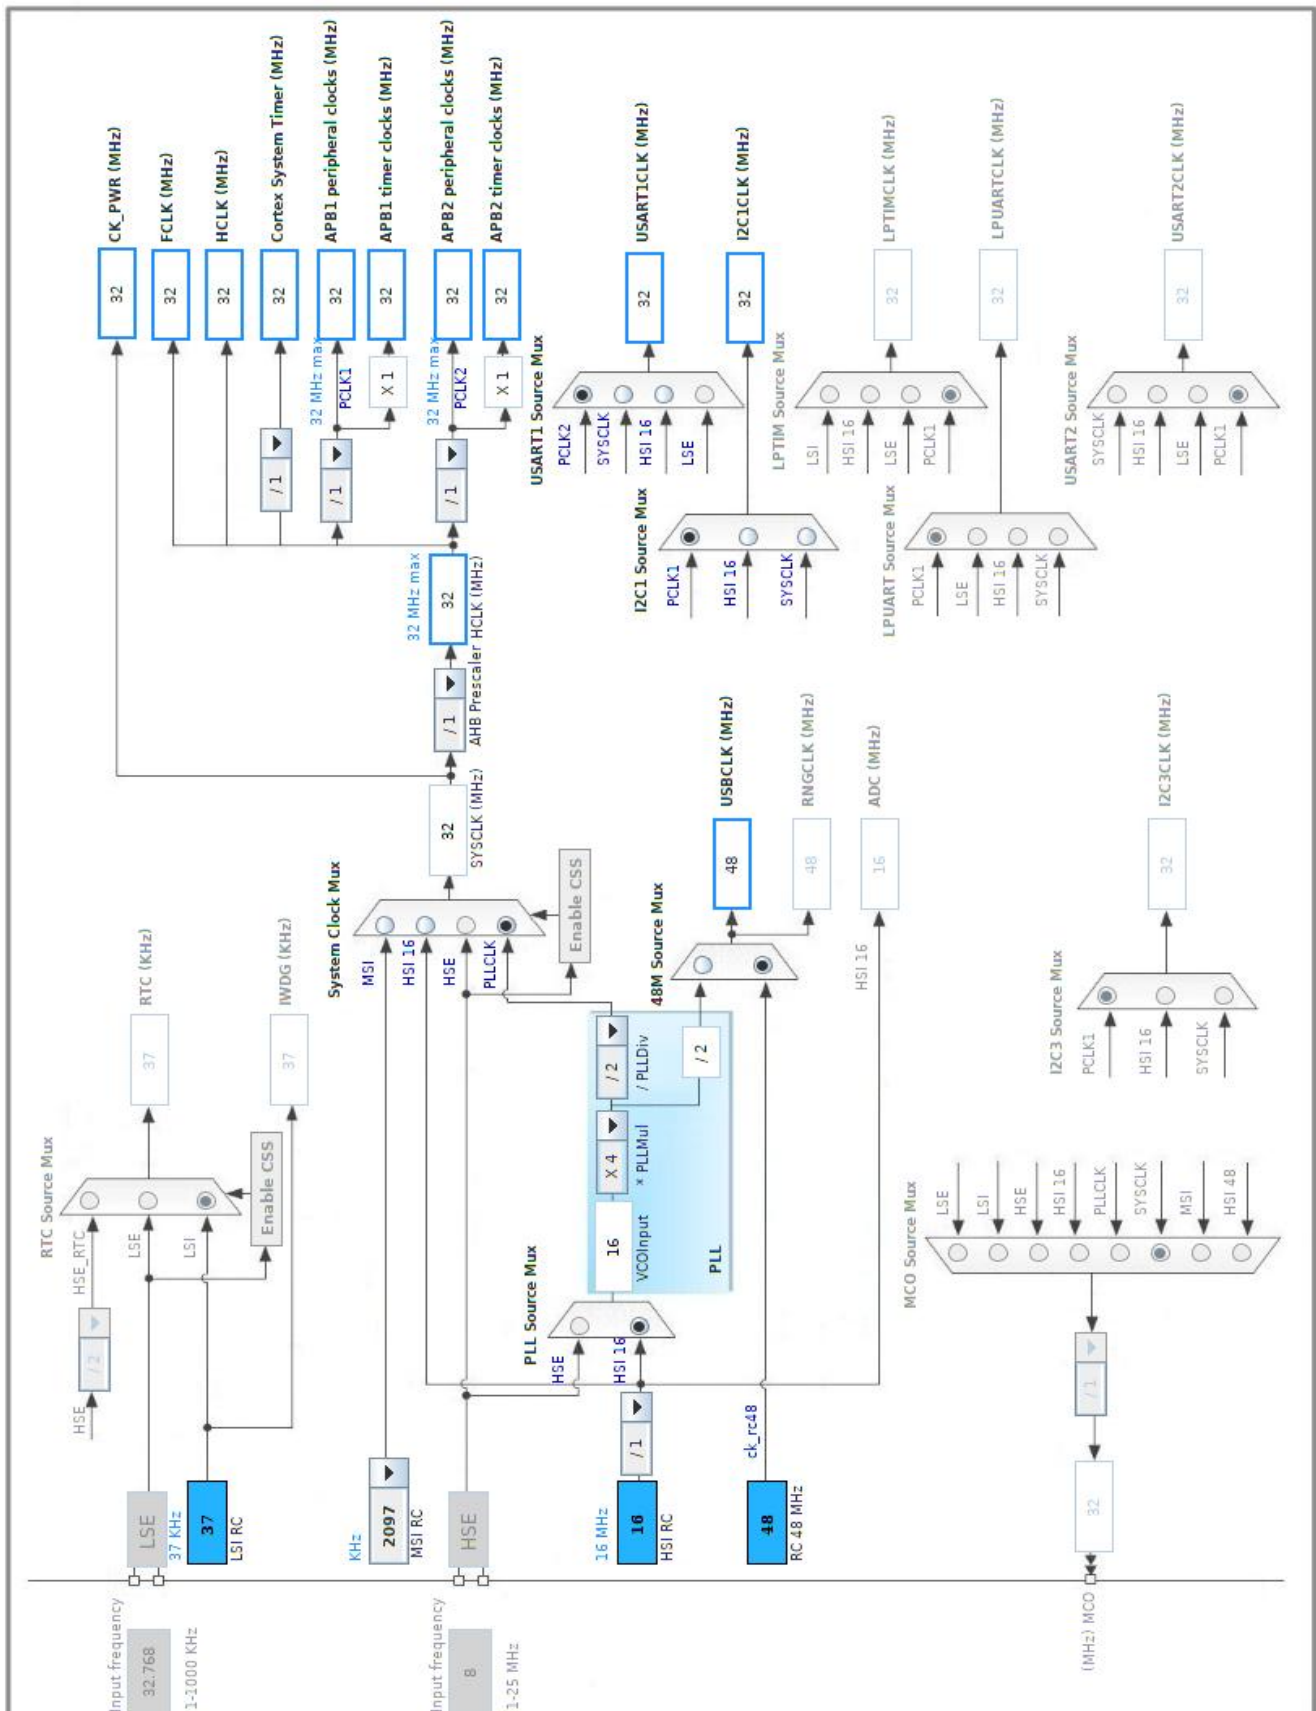 Input frequency
32.768
1-1000 KHz
LSE
37 KHz
37
LSI RC
HSE
/ 2
HSE_RTC
LSE
LSI
RTC Source Mux
Enable CSS
37
RTC (KHz)
37
IWDG (KHz)
Input frequency
8
1-25 MHz
KHz
2097
MSI RC
HSE
16 MHz
16
HSI RC
/ 1
48
RC 48 MHz
ck_rc48
PLL Source Mux
HSE
HSI 16
16
VCOInput
X 4
* PLLMul
/ 2
/ PLLDiv
/ 2
PLL
System Clock Mux
MSI
HSI 16
HSE
PLLCLK
Enable CSS
32
SYSCLK (MHz)
/ 1
AHB Prescaler
32 MHz max
32
HCLK (MHz)
/ 1
/ 1
32 MHz max
PCLK1
X 1
/ 1
32 MHz max
PCLK2
X 1
32
CK_PWR (MHz)
32
FCLK (MHz)
32
HCLK (MHz)
32
Cortex System Timer (MHz)
32
APB1 peripheral clocks (MHz)
32
APB1 timer clocks (MHz)
32
APB2 peripheral clocks (MHz)
32
APB2 timer clocks (MHz)
48M Source Mux
48
USBCLK (MHz)
48
RNGCLK (MHz)
HSI 16
16
ADC (MHz)
USART1 Source Mux
PCLK2
SYSCLK
HSI 16
LSE
32
USART1CLK (MHz)
I2C1 Source Mux
PCLK1
HSI 16
SYSCLK
32
I2C1CLK (MHz)
LPTIM Source Mux
LSI
HSI 16
LSE
PCLK1
32
LPTIMCLK (MHz)
LPUART Source Mux
PCLK1
LSE
HSI 16
SYSCLK
32
LPUARTCLK (MHz)
USART2 Source Mux
SYSCLK
HSI 16
LSE
PCLK1
32
USART2CLK (MHz)
I2C3 Source Mux
PCLK1
HSI 16
SYSCLK
32
I2C3CLK (MHz)
MCO Source Mux
LSE
LSI
HSE
HSI 16
PLLCLK
SYSCLK
MSI
HSI 48
/ 1
32
(MHz) MCO